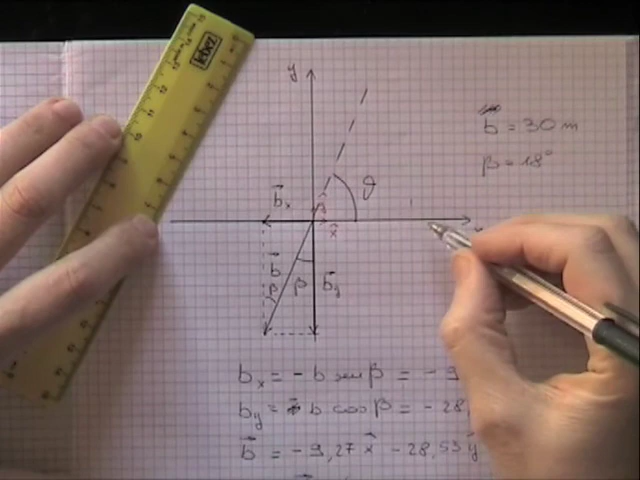 y
b = 30 m
β = 18°
b⃗x
ϑ
x̂
b⃗
β
β
b⃗y
bx = - b sen β = - 9
by = - b cos β = - 28,
b⃗ = - 9,27 x̂ - 28,53 ŷ